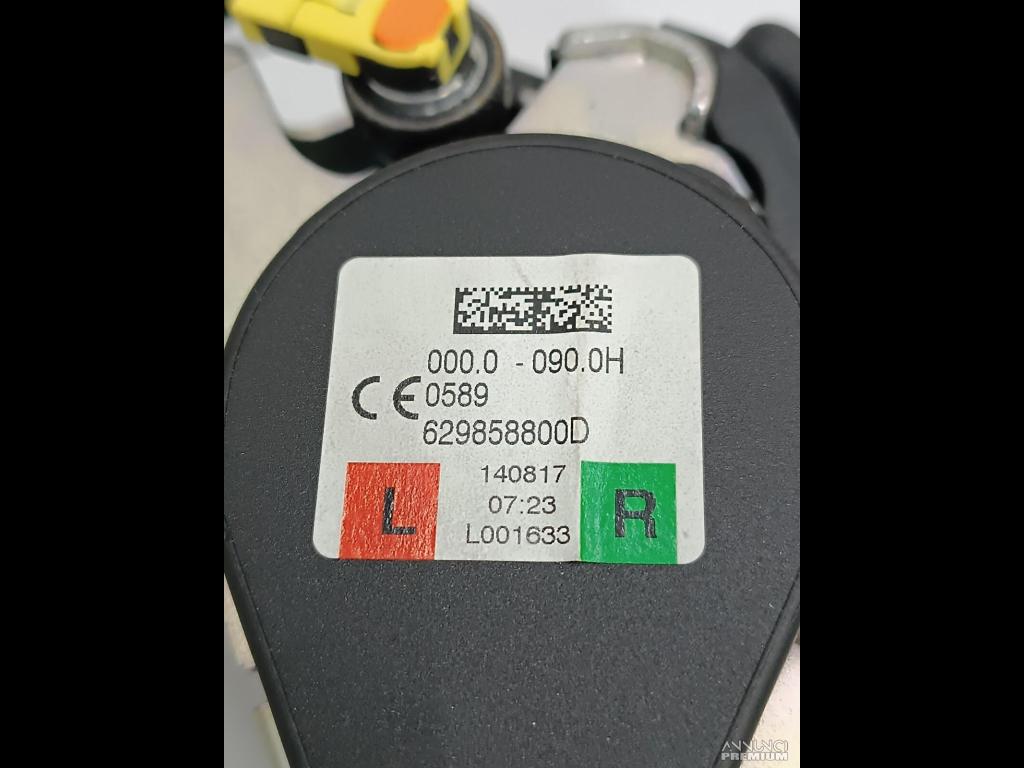 000.0 - 090.0H
CE 0589
629858800D
140817
07:23
L R
L001633
ANNUNCI
PREMIUM